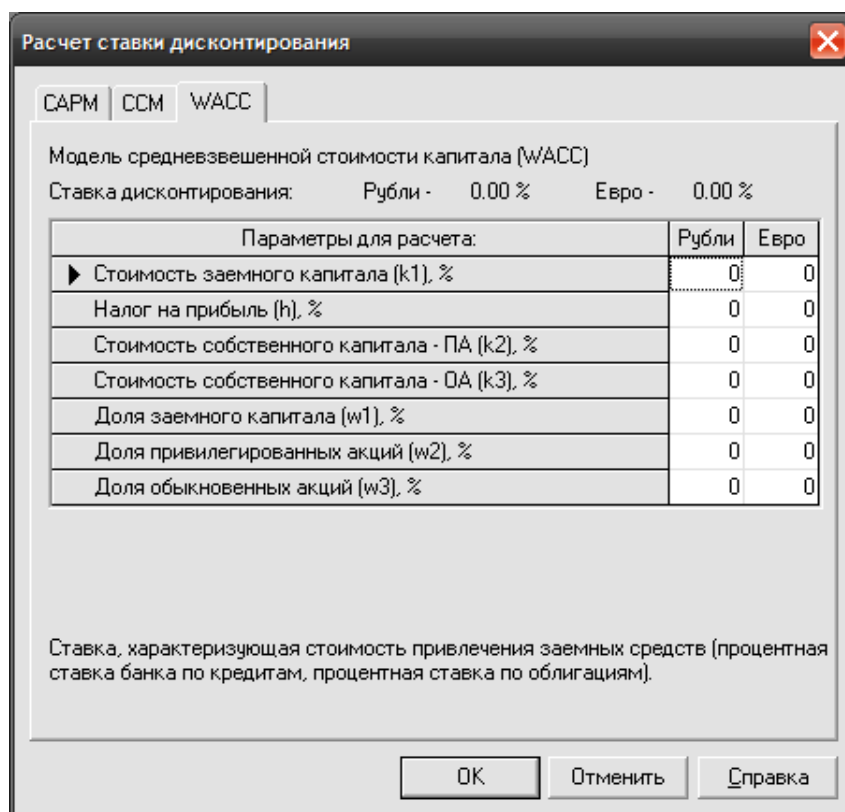 Расчет ставки дисконтирования
CAPM CCM WACC
Модель средневзвешенной стоимости капитала (WACC)
Ставка дисконтирования: Рубли - 0.00 % Евро - 0.00 %
Параметры для расчета: Рубли Евро
Стоимость заемного капитала (k1), % 0 0
Налог на прибыль (h), % 0 0
Стоимость собственного капитала - ПА (k2), % 0 0
Стоимость собственного капитала - ОА (k3), % 0 0
Доля заемного капитала (w1), % 0 0
Доля привилегированных акций (w2), % 0 0
Доля обыкновенных акций (w3), % 0 0
Ставка, характеризующая стоимость привлечения заемных средств (процентная
ставка банка по кредитам, процентная ставка по облигациям).
OK Отменить Справка